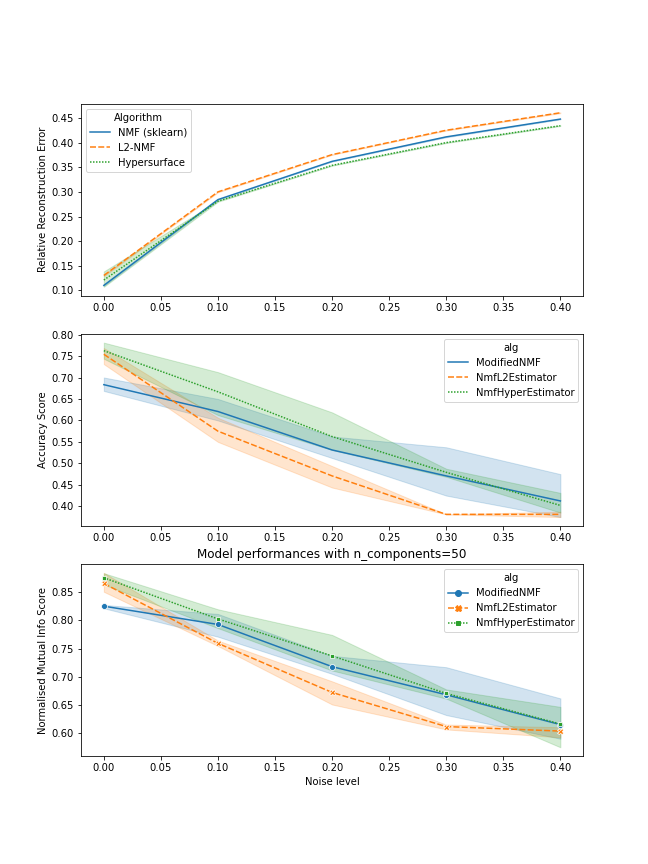 Relative Reconstruction Error
0.45
0.40
0.35
0.30
0.25
0.20
0.15
0.10
Algorithm
NMF (sklearn)
L2-NMF
Hypersurface
0.00 0.05 0.10 0.15 0.20 0.25 0.30 0.35 0.40
Accuracy Score
0.80
0.75
0.70
0.65
0.60
0.55
0.50
0.45
0.40
alg
ModifiedNMF
NmfL2Estimator
NmfHyperEstimator
0.00 0.05 0.10 0.15 0.20 0.25 0.30 0.35 0.40
Model performances with n_components=50
Normalised Mutual Info Score
0.85
0.80
0.75
0.70
0.65
0.60
alg
ModifiedNMF
NmfL2Estimator
NmfHyperEstimator
0.00 0.05 0.10 0.15 0.20 0.25 0.30 0.35 0.40
Noise level